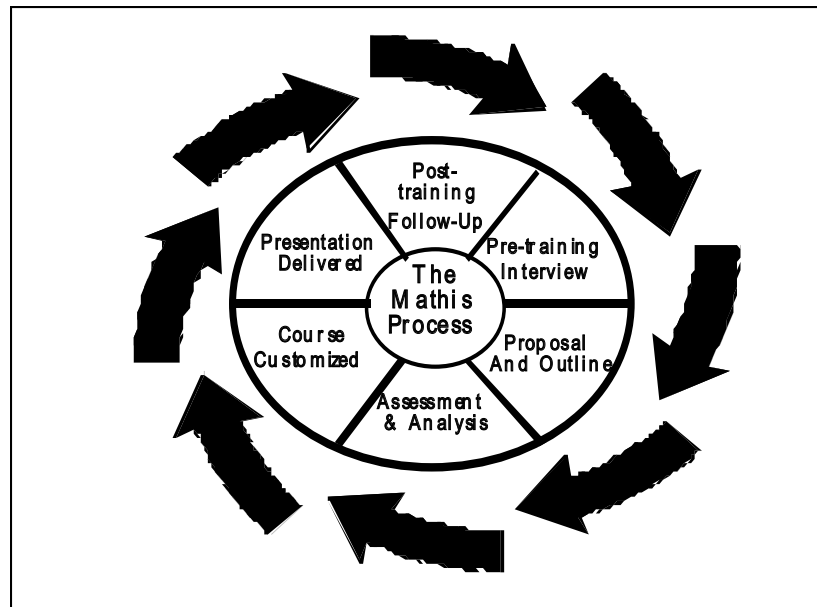 Post-
training
Follow-Up
Pre-training
Interview
Proposal
And Outline
Assessment
& Analysis
Course
Customized
Presentation
Delivered
The
Mathis
Process